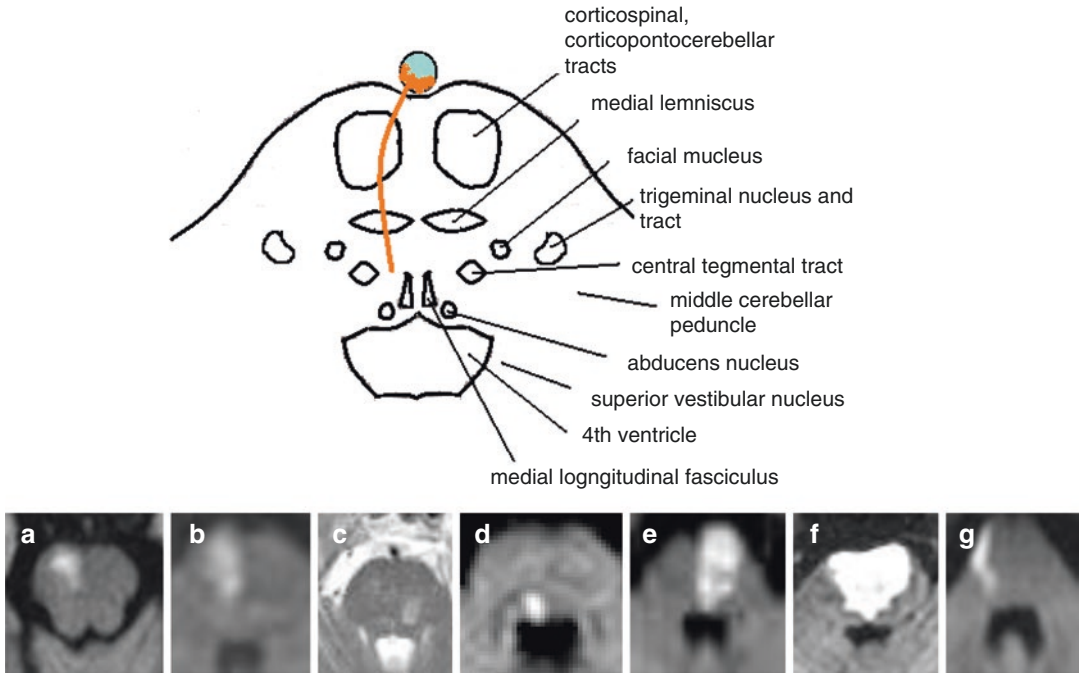 corticospinal,
corticopontocerebellar
tracts
medial lemniscus
facial mucleus
trigeminal nucleus and
tract
central tegmental tract
middle cerebellar
peduncle
abducens nucleus
superior vestibular nucleus
4th ventricle
medial logngitudinal fasciculus
a b c d e f g